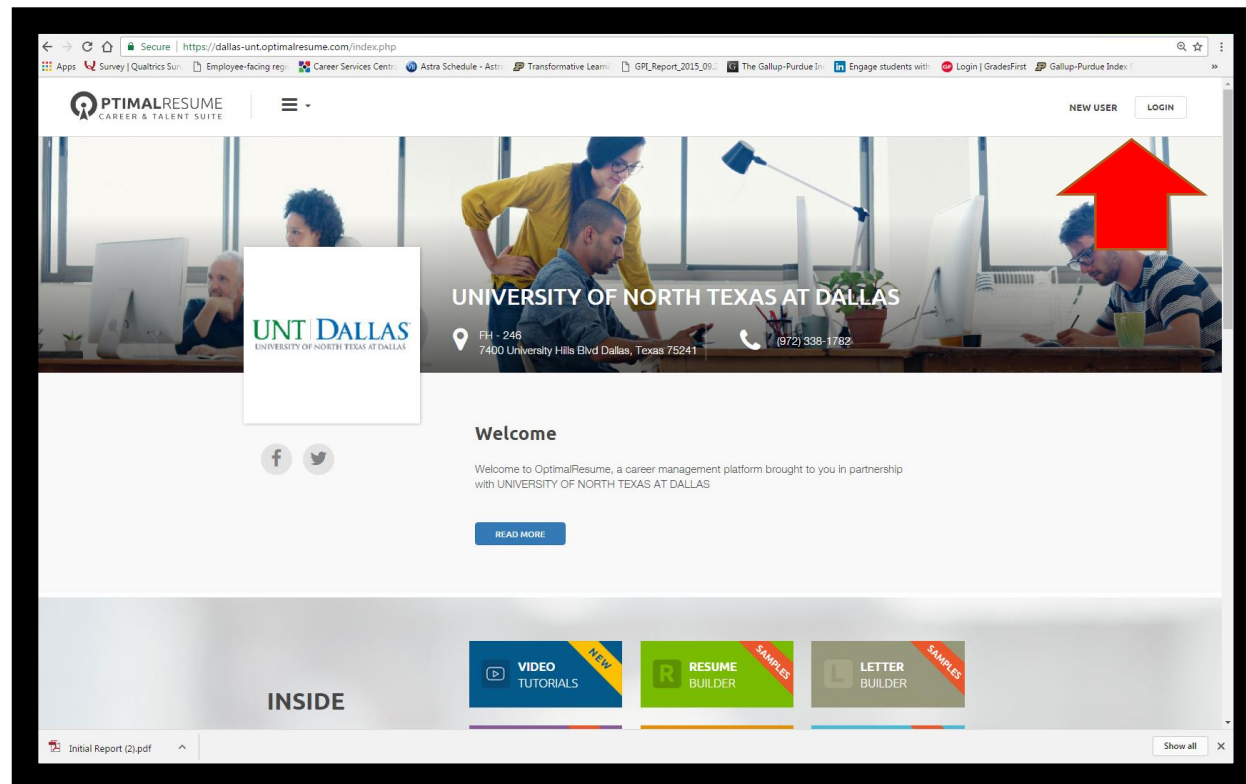 Secure | https://dallas-unt.optimalresume.com/index.php
Apps Survey | Qualtrics Sur Employee-facing reg Career Services Cent Astra Schedule - Astr Transformative Learn GPI_Report_2015_09. The Gallup-Purdue In Engage students with Login | GradesFirst Gallup-Purdue Index »
OPTIMALRESUME
CAREER & TALENT SUITE
NEW USER LOGIN
UNIVERSITY OF NORTH TEXAS AT DALLAS
FH - 246
7400 University Hills Blvd Dallas, Texas 75241
(972) 338-1782
UNT DALLAS
UNIVERSITY OF NORTH TEXAS AT DALLAS
Welcome
Welcome to OptimalResume, a career management platform brought to you in partnership
with UNIVERSITY OF NORTH TEXAS AT DALLAS
READ MORE
INSIDE
VIDEO
TUTORIALS
NEW
R
RESUME
BUILDER
SAMPLES
L
LETTER
BUILDER
SAMPLES
Initial Report (2).pdf
Show all